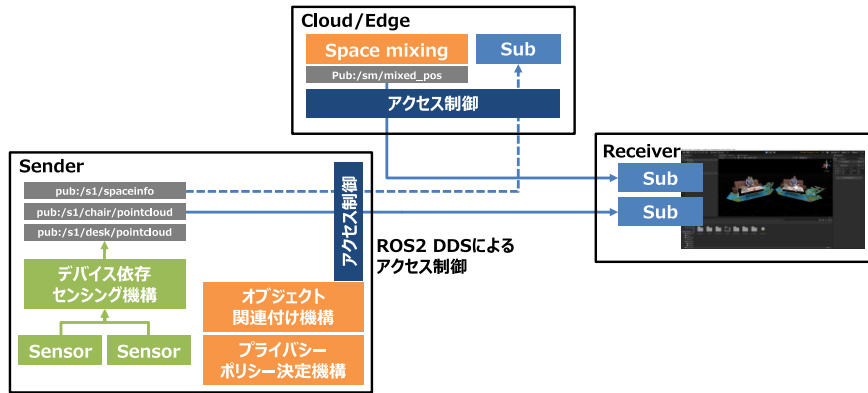 Cloud/Edge
Space mixing
Sub
Pub:/sm/mixed_pos
アクセス制御
Sender
pub:/s1/spaceinfo
pub:/s1/chair/pointcloud
pub:/s1/desk/pointcloud
アクセス制御
デバイス依存
センシング機構
Sensor
Sensor
オブジェクト
関連付け機構
プライバシー
ポリシー決定機構
ROS2 DDSによる
アクセス制御
Receiver
Sub
Sub